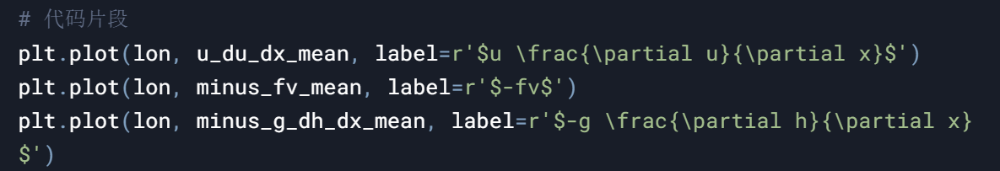 # 代码片段
plt.plot(lon, u_du_dx_mean, label=r'$u \frac{\partial u}{\partial x}$')
plt.plot(lon, minus_fv_mean, label=r'$-fv$')
plt.plot(lon, minus_g_dh_dx_mean, label=r'$-g \frac{\partial h}{\partial x}
$')